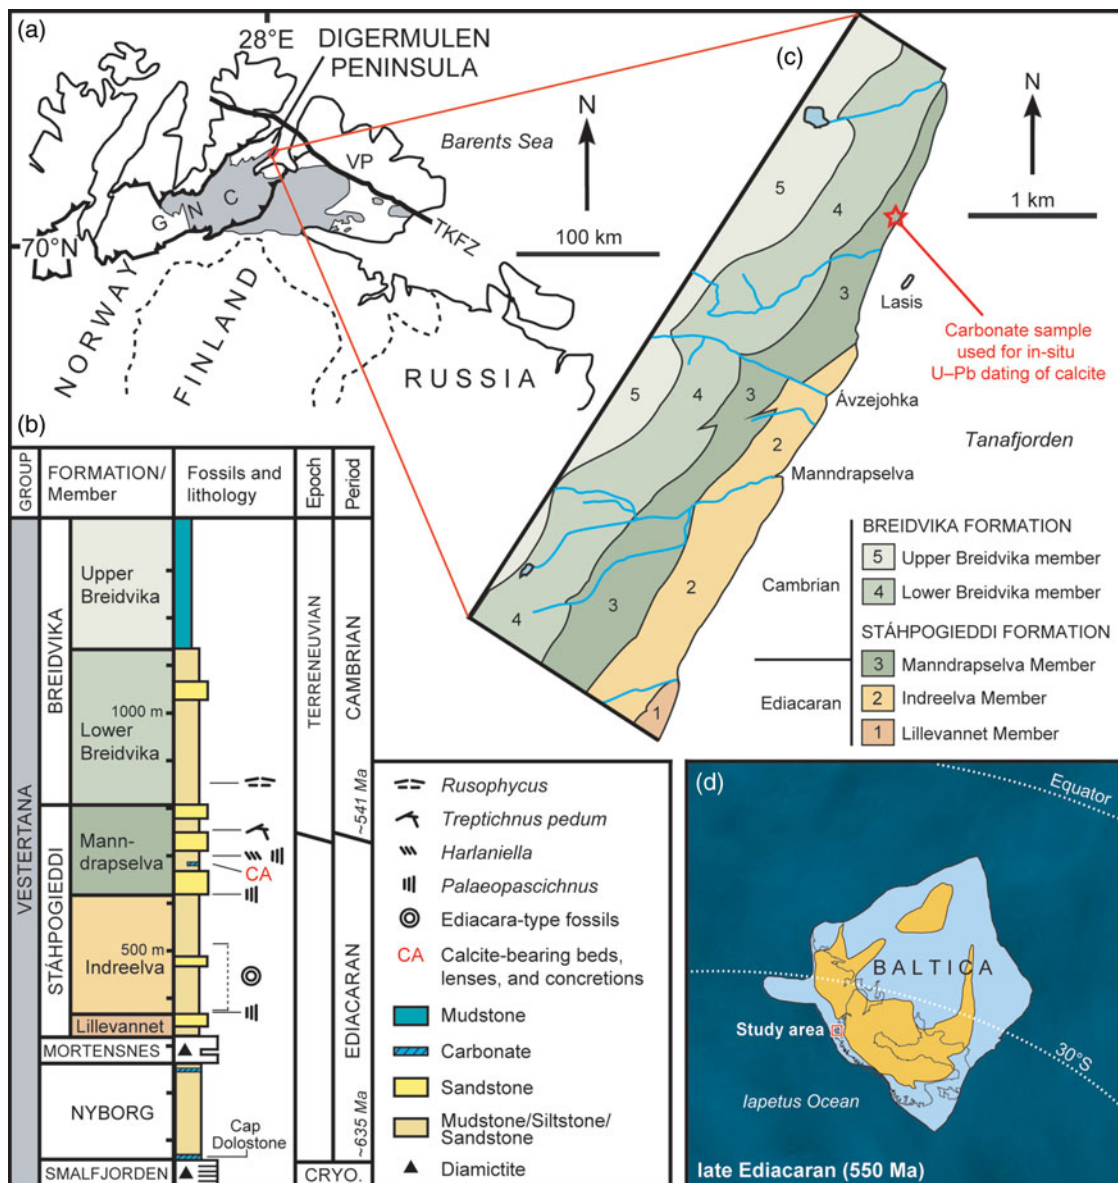 (a)
28°E
DIGERMULEN
PENINSULA
N
Barents Sea
VP
G
N
C
TKFZ
70°N
100 km
NORWAY
FINLAND
RUSSIA
(c)
N
1 km
5
4
3
Lasis
Carbonate sample
used for in-situ
U–Pb dating of calcite
5
4
3
2
Ávzejohka
Tanafjorden
Manndrapselva
4
3
2
1
BREIDVIKA FORMATION
Cambrian
5 Upper Breidvika member
4 Lower Breidvika member
STÁHPOGIEDDI FORMATION
3 Manndrapselva Member
Ediacaran
2 Indreelva Member
1 Lillevannet Member
(b)
GROUP
FORMATION/
Member
Fossils and
lithology
Epoch
Period
VESTERTANA
BREIDVIKA
Upper
Breidvika
1000 m
Lower
Breidvika
STÁHPOGIEDDI
Mann-
drapselva
CA
500 m
Indreelva
Lillevannet
MORTENSNES
NYBORG
Cap
Dolostone
SMALFJORDEN
TERRENEUVIAN
CAMBRIAN
~541 Ma
EDIACARAN
~635 Ma
CRYO.
Rusophycus
Treptichnus pedum
Harlaniella
Palaeopascichnus
Ediacara-type fossils
CA Calcite-bearing beds,
lenses, and concretions
Mudstone
Carbonate
Sandstone
Mudstone/Siltstone/
Sandstone
Diamictite
(d)
Equator
BALTICA
Study area
30°S
Iapetus Ocean
late Ediacaran (550 Ma)